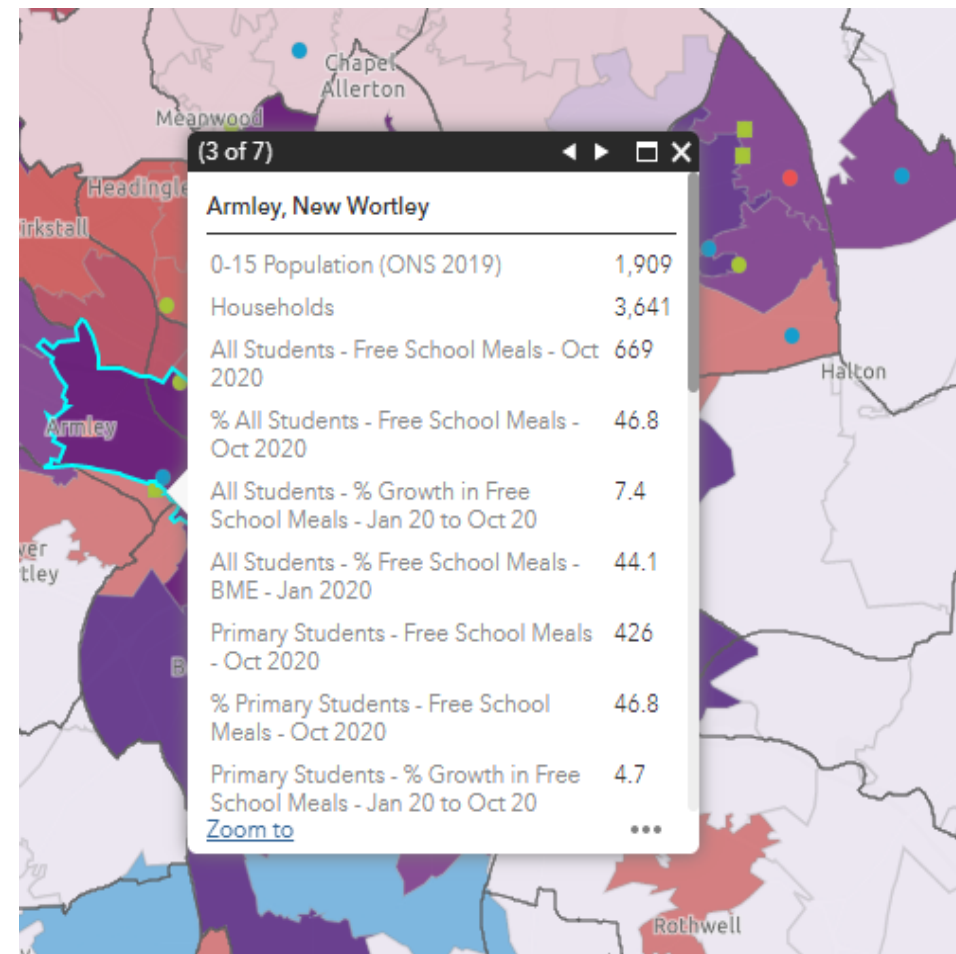 Chapel
Allerton
Meanwood
(3 of 7)
Armley, New Wortley
0-15 Population (ONS 2019) 1,909
Households 3,641
All Students - Free School Meals - Oct 669
2020
% All Students - Free School Meals - 46.8
Oct 2020
All Students - % Growth in Free 7.4
School Meals - Jan 20 to Oct 20
All Students - % Free School Meals - 44.1
BME - Jan 2020
Primary Students - Free School Meals 426
- Oct 2020
% Primary Students - Free School 46.8
Meals - Oct 2020
Primary Students - % Growth in Free 4.7
School Meals - Jan 20 to Oct 20
Zoom to
Headingle
irkstall
Armley
Halton
ver
tley
B
Rothwell